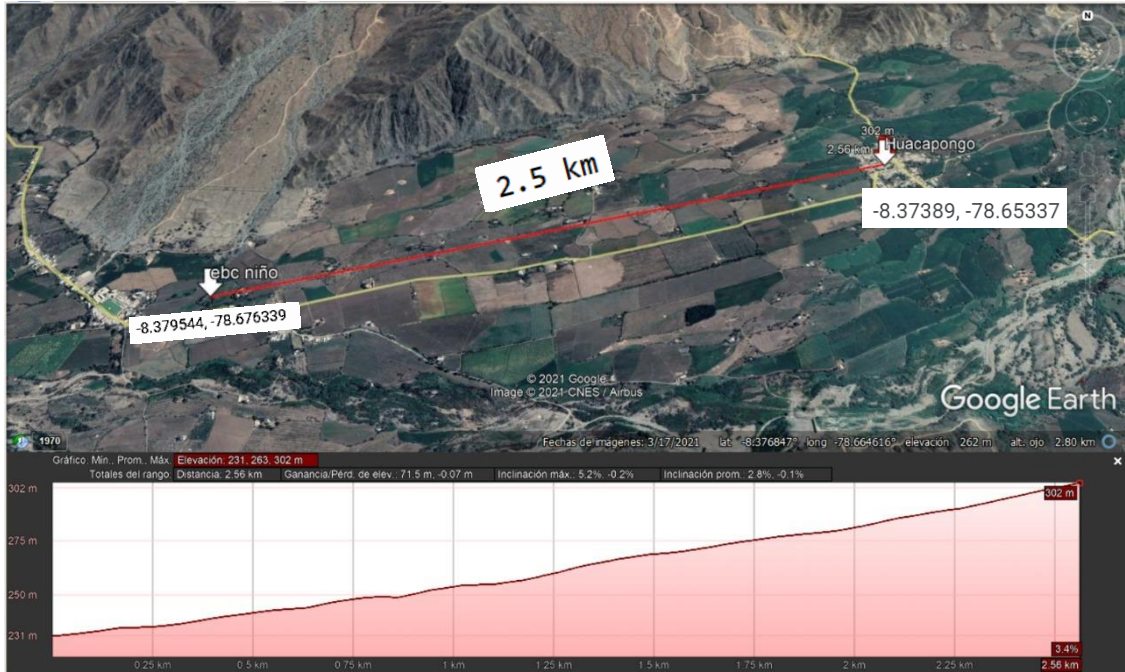 N
302 m
2.56 km
Huacapongo
2.5 km
-8.37389, -78.65337
ebc niño
-8.379544, -78.676339
© 2021 Google
Image © 2021 CNES / Airbus
Google Earth
1970
Fechas de imágenes: 3/17/2021 lat -8.376847° long -78.664616° elevación 262 m alt. ojo 2.80 km
Gráfico: Mín., Prom., Máx. Elevación: 231, 263, 302 m
Totales del rango: Distancia: 2.56 km Ganancia/Pérd. de elev.: 71.5 m, -0.07 m Inclinación máx.: 5.2%, -0.2% Inclinación prom.: 2.8%, -0.1%
302 m
302 m
275 m
250 m
231 m
3.4%
0.25 km 0.5 km 0.75 km 1 km 1.25 km 1.5 km 1.75 km 2 km 2.25 km 2.56 km